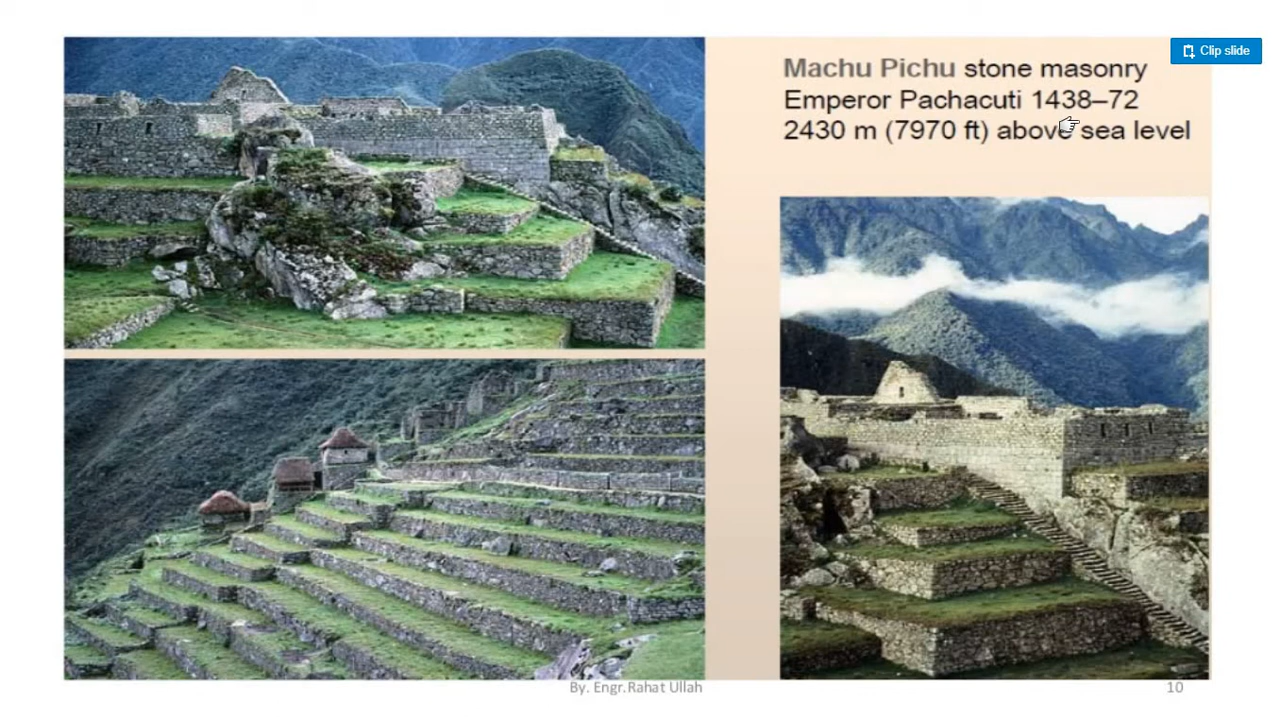 Clip slide
Machu Pichu stone masonry
Emperor Pachacuti 1438–72
2430 m (7970 ft) above sea level
By. Engr.Rahat Ullah
10